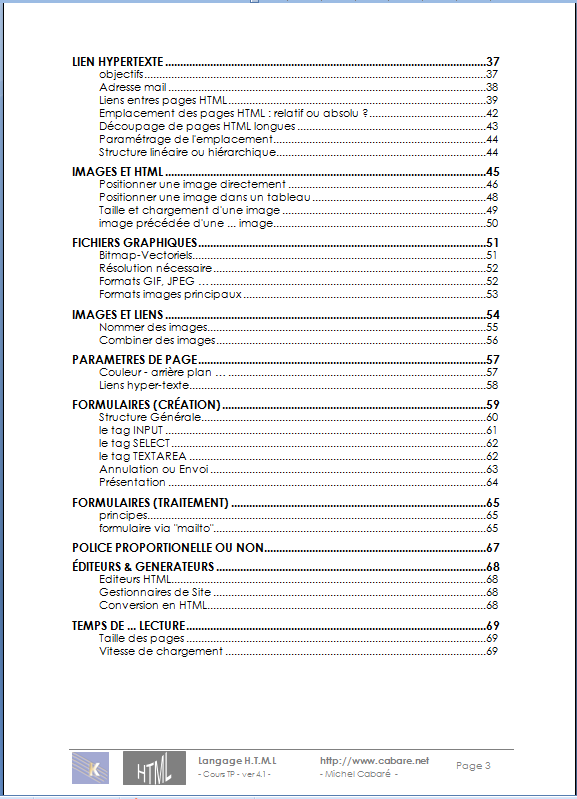 LIEN HYPERTEXTE ........ 37
objectifs ........ 37
Adresse mail ........ 38
Liens entres pages HTML ........ 39
Emplacement des pages HTML : relatif ou absolu ? ........ 42
Découpage de pages HTML longues ........ 43
Paramétrage de l'emplacement ........ 44
Structure linéaire ou hiérarchique ........ 44
IMAGES ET HTML ........ 45
Positionner une image directement ........ 46
Positionner une image dans un tableau ........ 48
Taille et chargement d'une image ........ 49
image précédée d'une ... image ........ 50
FICHIERS GRAPHIQUES ........ 51
Bitmap-Vectoriels ........ 51
Résolution nécessaire ........ 52
Formats GIF, JPEG ... ........ 52
Formats images principaux ........ 53
IMAGES ET LIENS ........ 54
Nommer des images ........ 55
Combiner des images ........ 56
PARAMETRES DE PAGE ........ 57
Couleur - arrière plan ... ........ 57
Liens hyper-texte ........ 58
FORMULAIRES (CRÉATION) ........ 59
Structure Générale ........ 60
le tag INPUT ........ 61
le tag SELECT ........ 62
le tag TEXTAREA ........ 62
Annulation ou Envoi ........ 63
Présentation ........ 64
FORMULAIRES (TRAITEMENT) ........ 65
principes ........ 65
formulaire via "mailto" ........ 65
POLICE PROPORTIONELLE OU NON ........ 67
ÉDITEURS & GENERATEURS ........ 68
Editeurs HTML ........ 68
Gestionnaires de Site ........ 68
Conversion en HTML ........ 68
TEMPS DE ... LECTURE ........ 69
Taille des pages ........ 69
Vitesse de chargement ........ 69
K HTML Langage H.T.M.L http://www.cabare.net Page 3
- Cours TP - ver 4.1 - - Michel Cabaré -